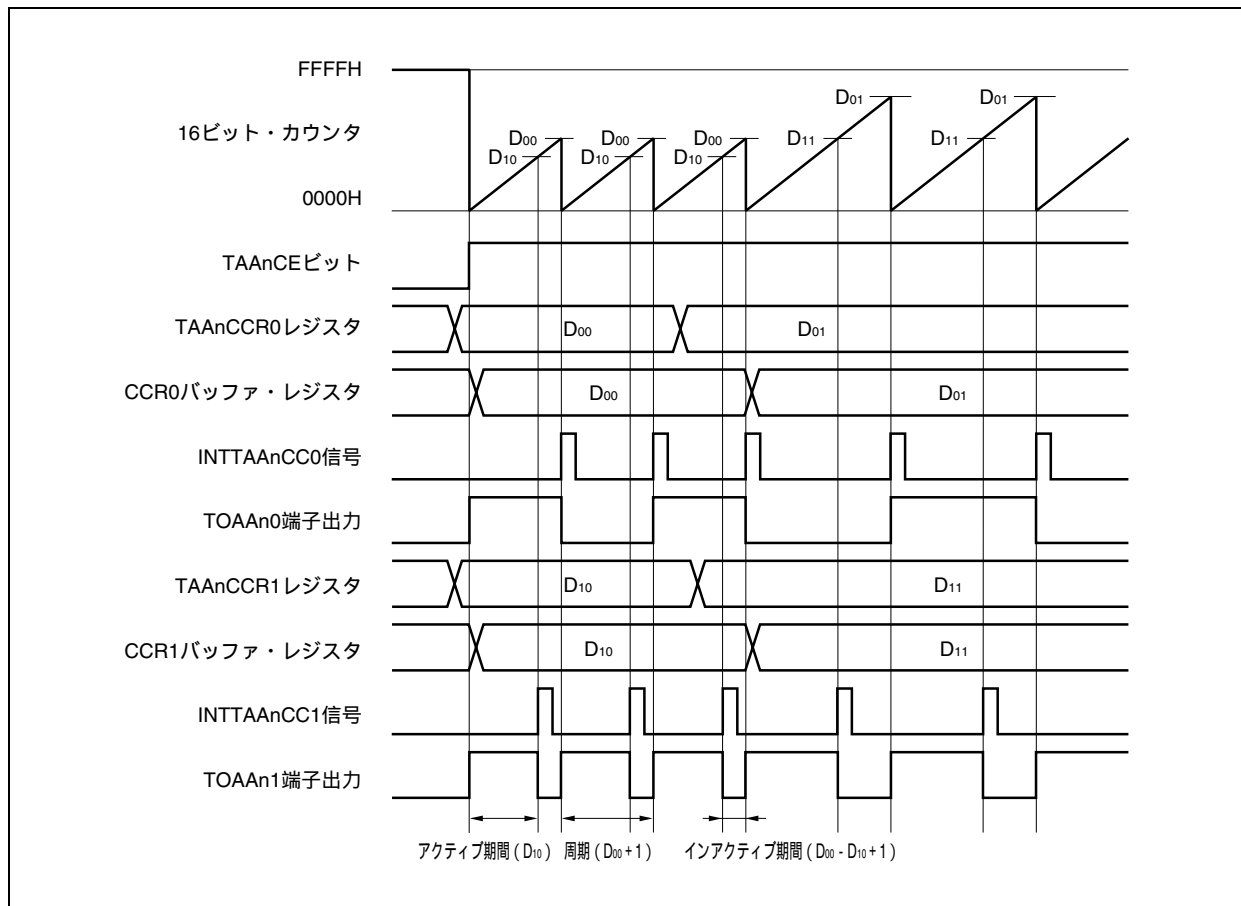 FFFFH
D01 D01
16ビット・カウンタ
D00 D00 D00 D11 D11
D10 D10 D10
0000H
TAAnCEビット
TAAnCCR0レジスタ D00 D01
CCR0バッファ・レジスタ D00 D01
INTTAAnCC0信号
TOAAn0端子出力
TAAnCCR1レジスタ D10 D11
CCR1バッファ・レジスタ D10 D11
INTTAAnCC1信号
TOAAn1端子出力
アクティブ期間(D10) 周期(D00+1) インアクティブ期間(D00 - D10+1)